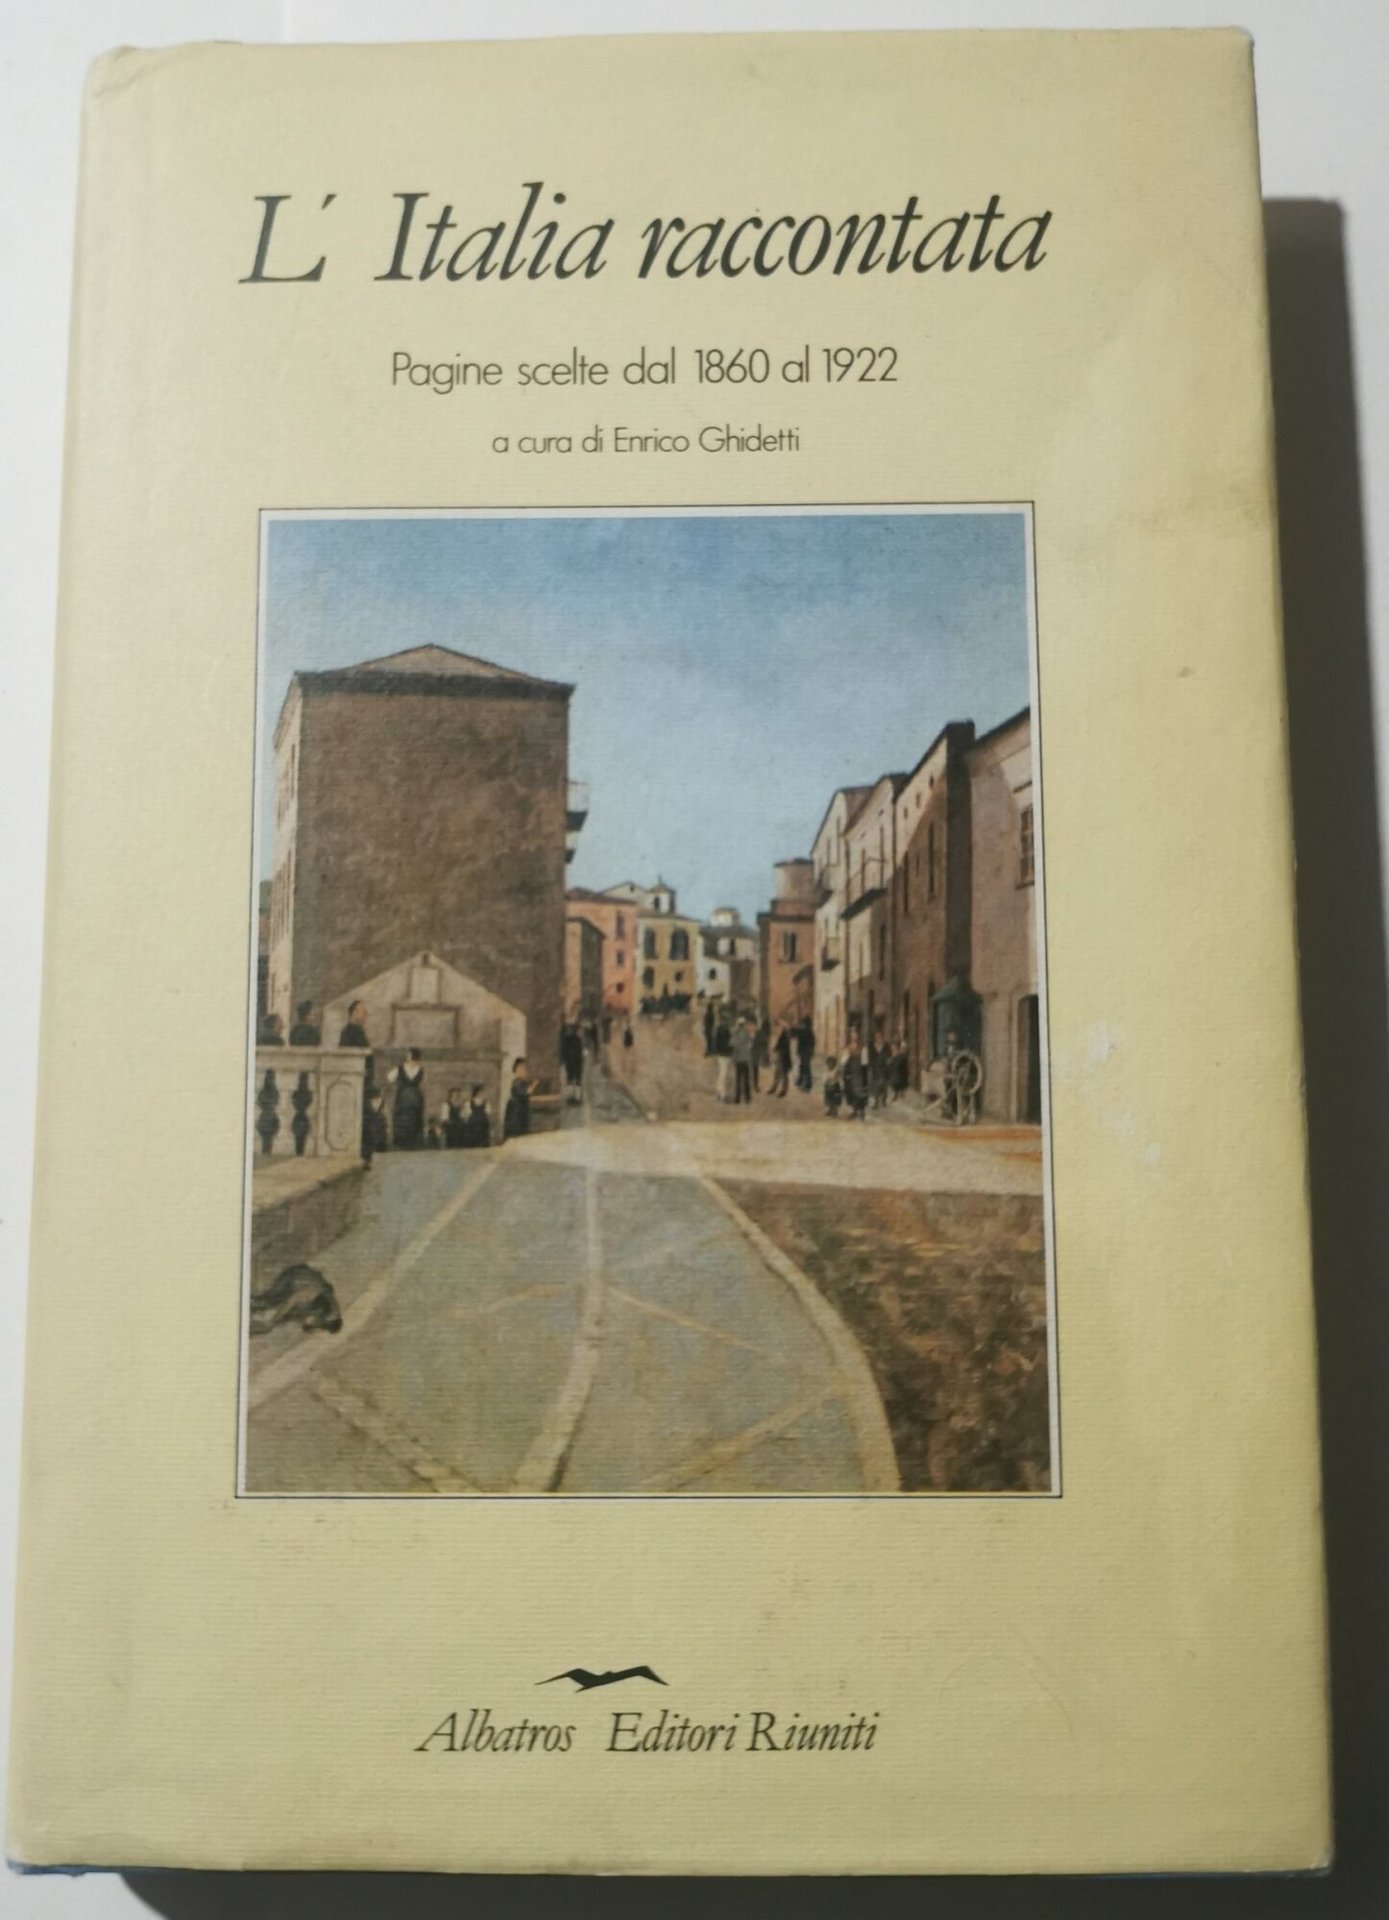 L' Italia raccontata
Pagine scelte dal 1860 al 1922
a cura di Enrico Ghidetti
Albatros Editori Riuniti